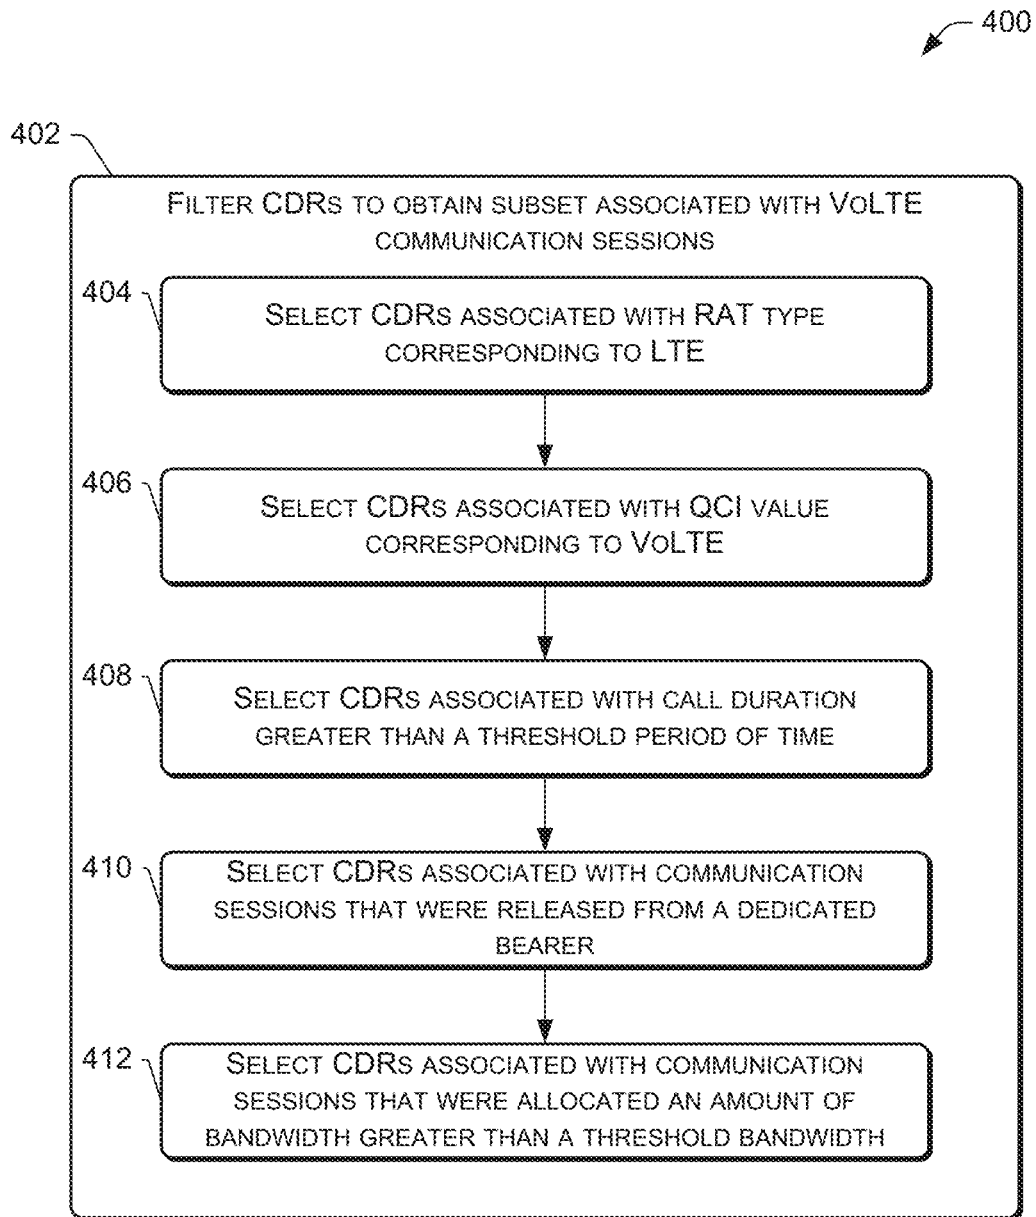 400
402
FILTER CDRS TO OBTAIN SUBSET ASSOCIATED WITH VOLTE
COMMUNICATION SESSIONS
404
SELECT CDRS ASSOCIATED WITH RAT TYPE
CORRESPONDING TO LTE
406
SELECT CDRS ASSOCIATED WITH QCI VALUE
CORRESPONDING TO VOLTE
408
SELECT CDRS ASSOCIATED WITH CALL DURATION
GREATER THAN A THRESHOLD PERIOD OF TIME
410
SELECT CDRS ASSOCIATED WITH COMMUNICATION
SESSIONS THAT WERE RELEASED FROM A DEDICATED
BEARER
412
SELECT CDRS ASSOCIATED WITH COMMUNICATION
SESSIONS THAT WERE ALLOCATED AN AMOUNT OF
BANDWIDTH GREATER THAN A THRESHOLD BANDWIDTH